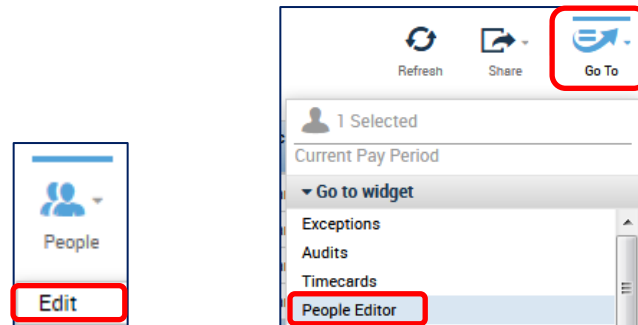 People
Edit
Refresh Share Go To
1 Selected
Current Pay Period
Go to widget
Exceptions
Audits
Timecards
People Editor